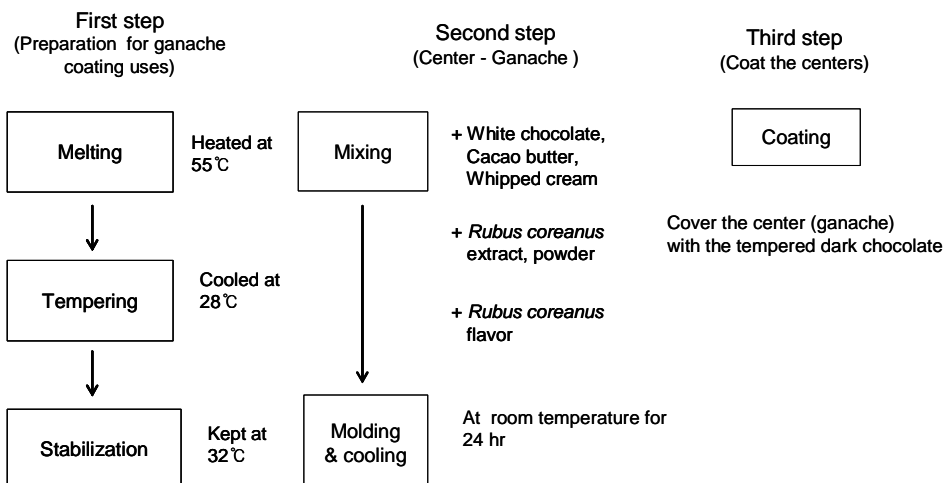 First step
(Preparation for ganache
coating uses)
Melting
Heated at
55℃
Tempering
Cooled at
28℃
Stabilization
Kept at
32℃
Second step
(Center - Ganache )
Mixing
+ White chocolate,
Cacao butter,
Whipped cream
+ Rubus coreanus
extract, powder
+ Rubus coreanus
flavor
Molding
& cooling
At room temperature for
24 hr
Third step
(Coat the centers)
Coating
Cover the center (ganache)
with the tempered dark chocolate